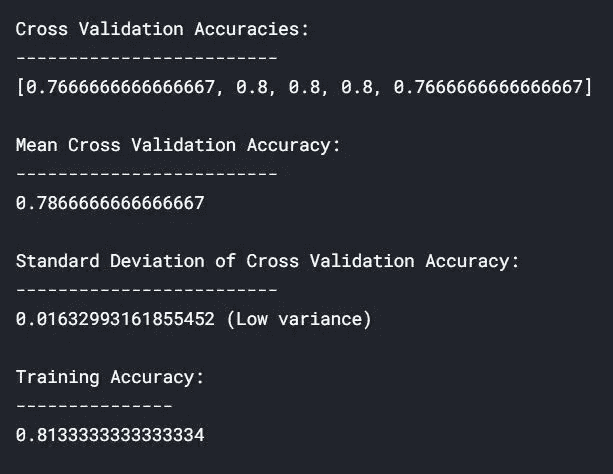 Cross Validation Accuracies:
-------------------------
[0.7666666666666667, 0.8, 0.8, 0.8, 0.7666666666666667]
Mean Cross Validation Accuracy:
-------------------------
0.7866666666666667
Standard Deviation of Cross Validation Accuracy:
-------------------------
0.01632993161855452 (Low variance)
Training Accuracy:
---------------
0.8133333333333334